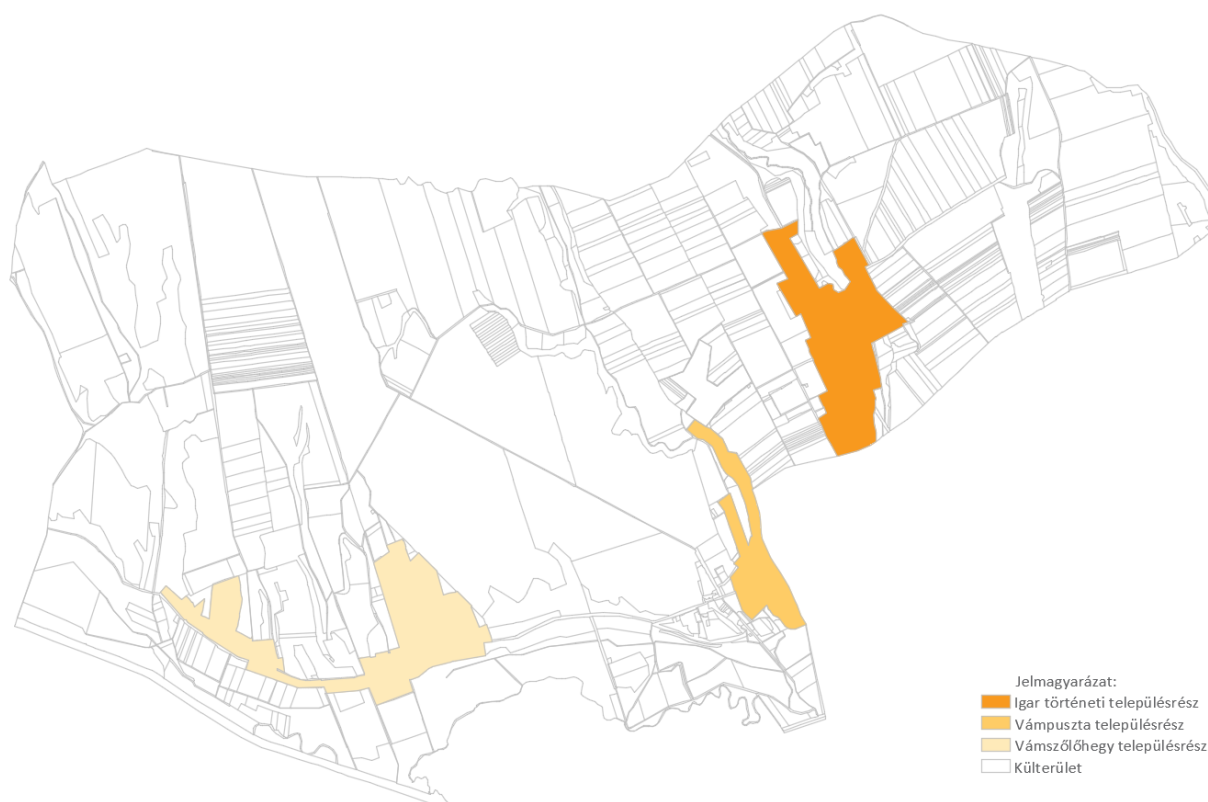 Jelmagyarázat:
Igar történeti településrész
Vámpuszta településrész
Vámszőlőhegy településrész
Külterület